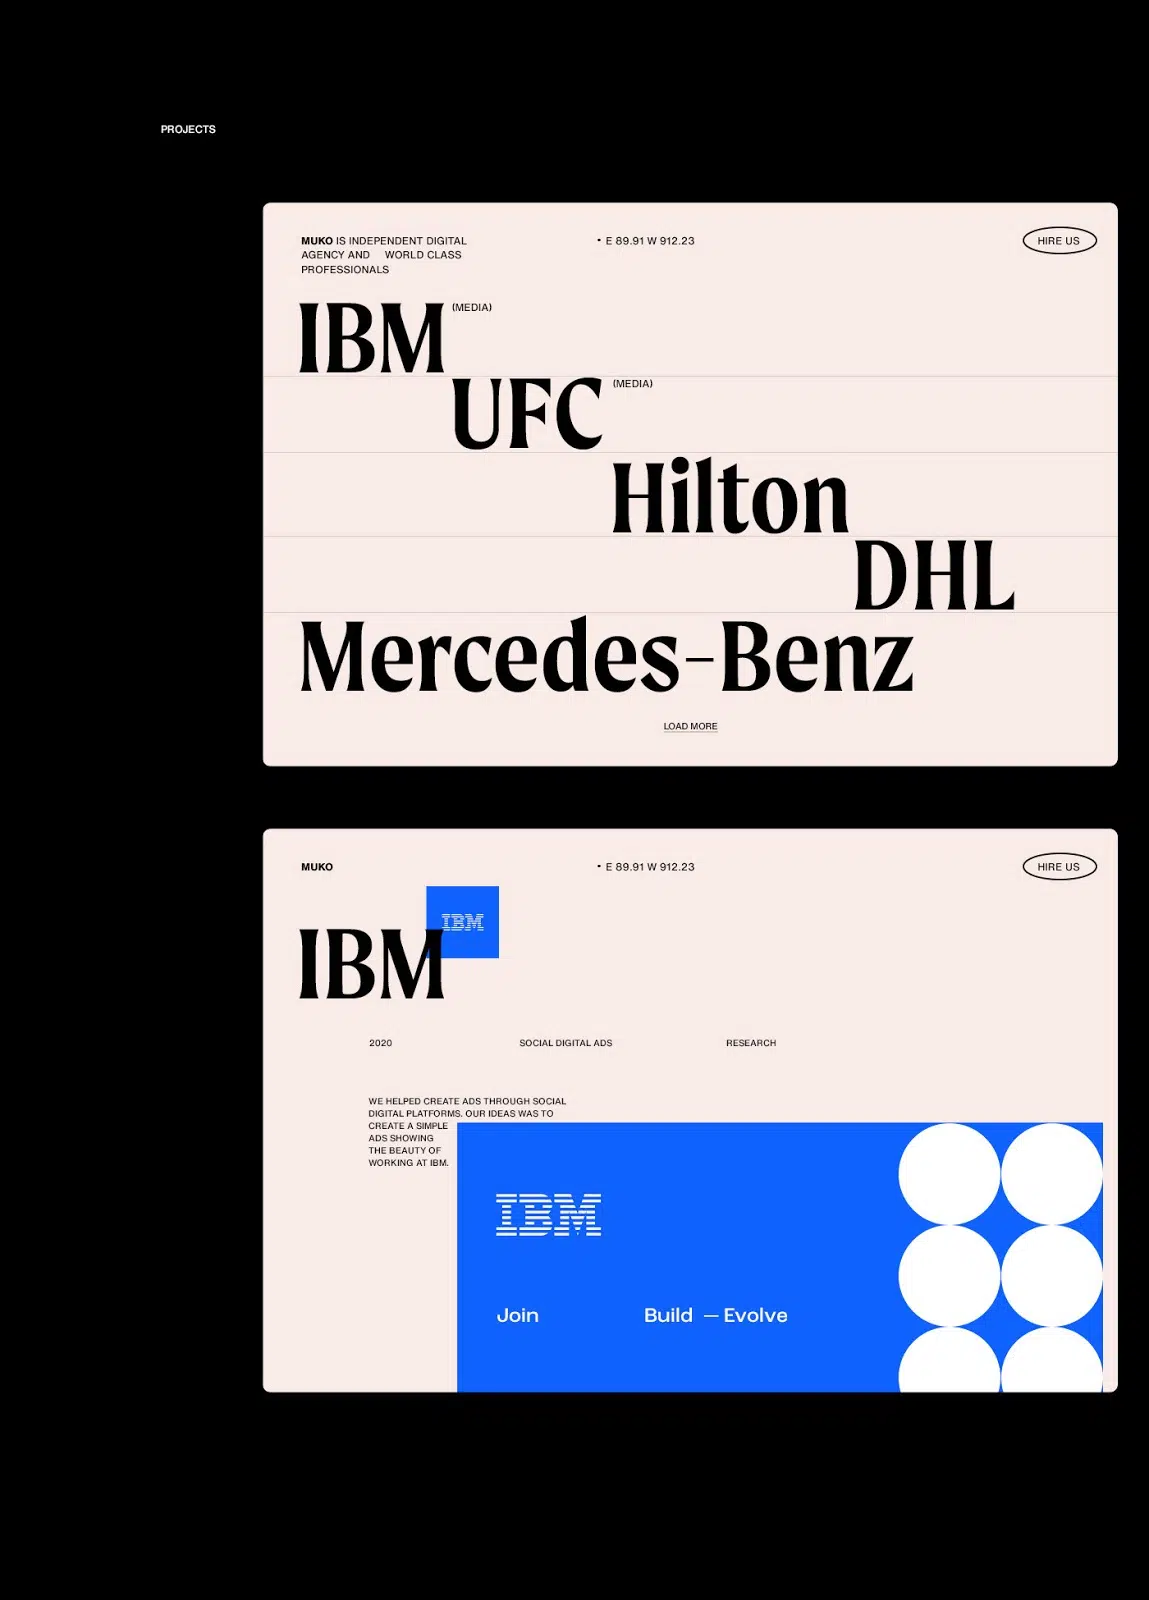 PROJECTS
MUKO IS INDEPENDENT DIGITAL
AGENCY AND WORLD CLASS
PROFESSIONALS
• E 89.91 W 912.23
HIRE US
IBM (MEDIA)
UFC (MEDIA)
Hilton
DHL
Mercedes-Benz
LOAD MORE
MUKO
• E 89.91 W 912.23
HIRE US
IBM
IBM
2020
SOCIAL DIGITAL ADS
RESEARCH
WE HELPED CREATE ADS THROUGH SOCIAL
DIGITAL PLATFORMS. OUR IDEAS WAS TO
CREATE A SIMPLE
ADS SHOWING
THE BEAUTY OF
WORKING AT IBM.
IBM
Join Build — Evolve